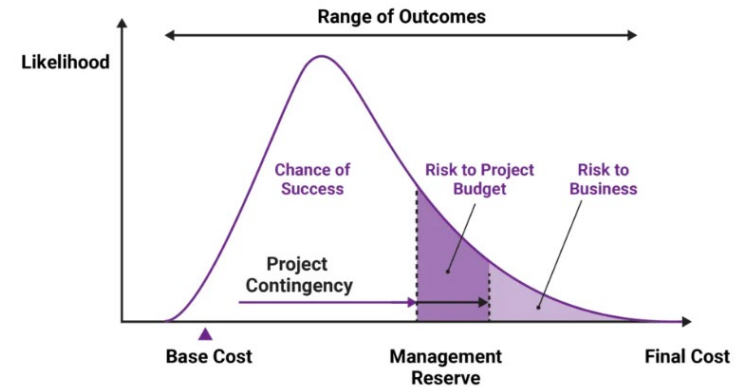 Range of Outcomes
Likelihood
Chance of
Success
Risk to Project
Budget
Risk to
Business
Project
Contingency
Base Cost
Management
Reserve
Final Cost